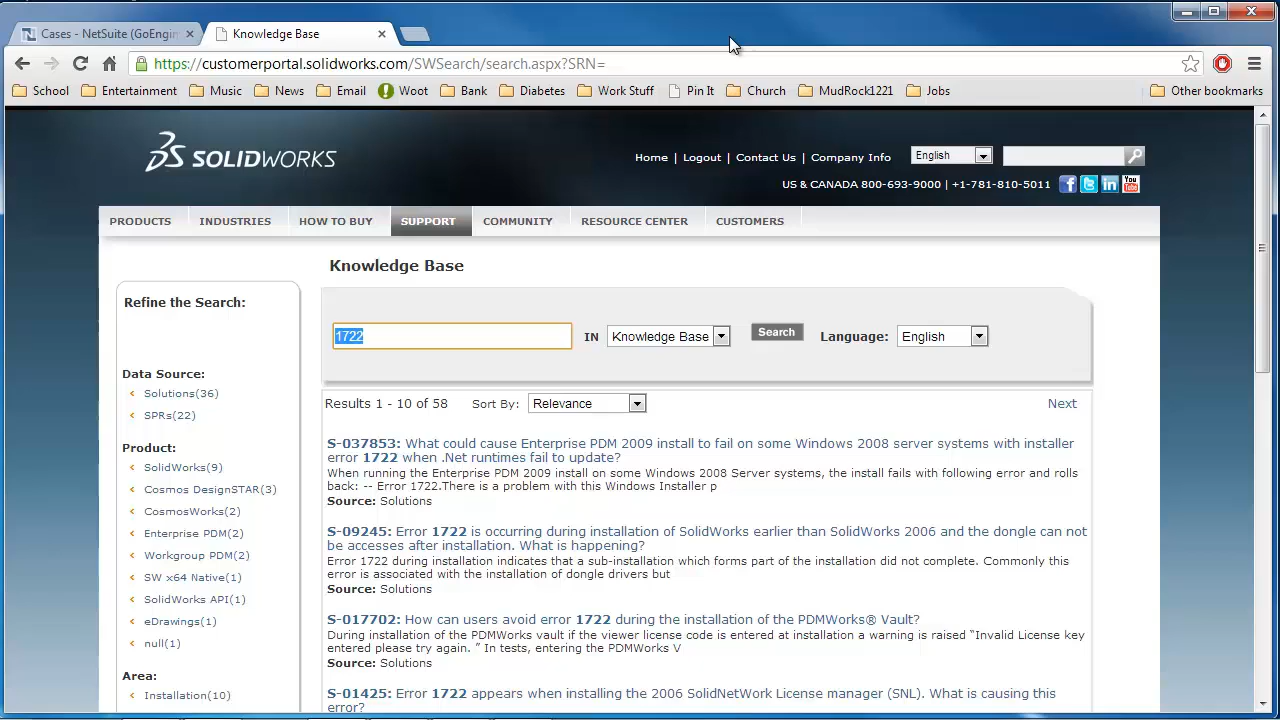 Cases - NetSuite (GoEngin
Knowledge Base
https://customerportal.solidworks.com/SWSearch/search.aspx?SRN=
School Entertainment Music News Email Woot Bank Diabetes Work Stuff Pin It Church MudRock1221 Jobs Other bookmarks
SOLIDWORKS
Home | Logout | Contact Us | Company Info English
US & CANADA 800-693-9000 | +1-781-810-5011
PRODUCTS INDUSTRIES HOW TO BUY SUPPORT COMMUNITY RESOURCE CENTER CUSTOMERS
Knowledge Base
Refine the Search:
Data Source:
Solutions(36)
SPRs(22)
Product:
SolidWorks(9)
Cosmos DesignSTAR(3)
CosmosWorks(2)
Enterprise PDM(2)
Workgroup PDM(2)
SW x64 Native(1)
SolidWorks API(1)
eDrawings(1)
null(1)
Area:
Installation(10)
1722 IN Knowledge Base Search Language: English
Results 1 - 10 of 58 Sort By: Relevance Next
S-037853: What could cause Enterprise PDM 2009 install to fail on some Windows 2008 server systems with installer
error 1722 when .Net runtimes fail to update?
When running the Enterprise PDM 2009 install on some Windows 2008 Server systems, the install fails with following error and rolls
back: -- Error 1722.There is a problem with this Windows Installer p
Source: Solutions
S-09245: Error 1722 is occurring during installation of SolidWorks earlier than SolidWorks 2006 and the dongle can not
be accesses after installation. What is happening?
Error 1722 during installation indicates that a sub-installation which forms part of the installation did not complete. Commonly this
error is associated with the installation of dongle drivers but
Source: Solutions
S-017702: How can users avoid error 1722 during the installation of the PDMWorks® Vault?
During installation of the PDMWorks vault if the viewer license code is entered at installation a warning is raised “Invalid License key
entered please try again. ” In tests, entering the PDMWorks V
Source: Solutions
S-01425: Error 1722 appears when installing the 2006 SolidNetWork License manager (SNL). What is causing this
error?